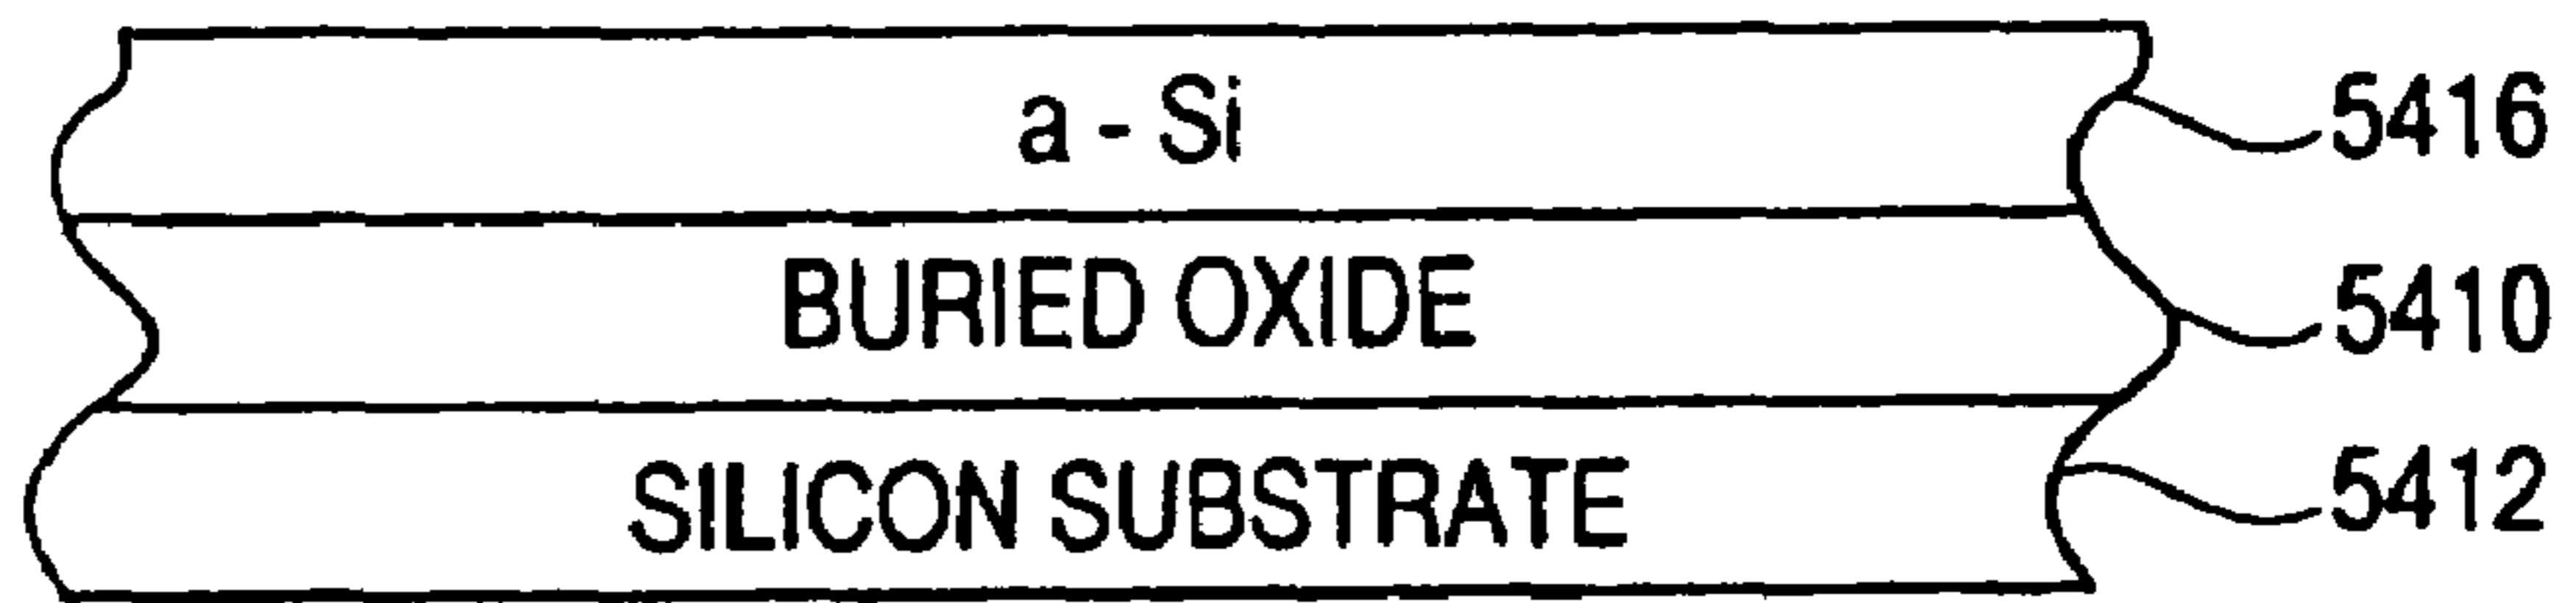 a - Si
5416
BURIED OXIDE
5410
SILICON SUBSTRATE
5412